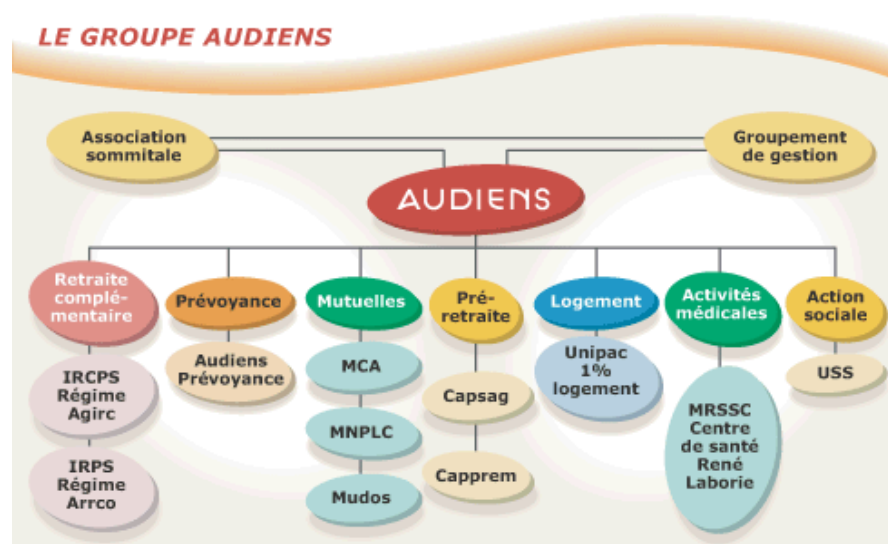 LE GROUPE AUDIENS
Association
sommitale
Groupement
de gestion
AUDIENS
Retraite
complé-
mentaire
Prévoyance
Mutuelles
Pré-
retraite
Logement
Activités
médicales
Action
sociale
IRCPS
Régime
Agirc
IRPS
Régime
Arrco
Audiens
Prévoyance
MCA
MNPLC
Mudos
Capsag
Capprem
Unipac
1%
logement
MRSSC
Centre
de santé
René
Laborie
USS